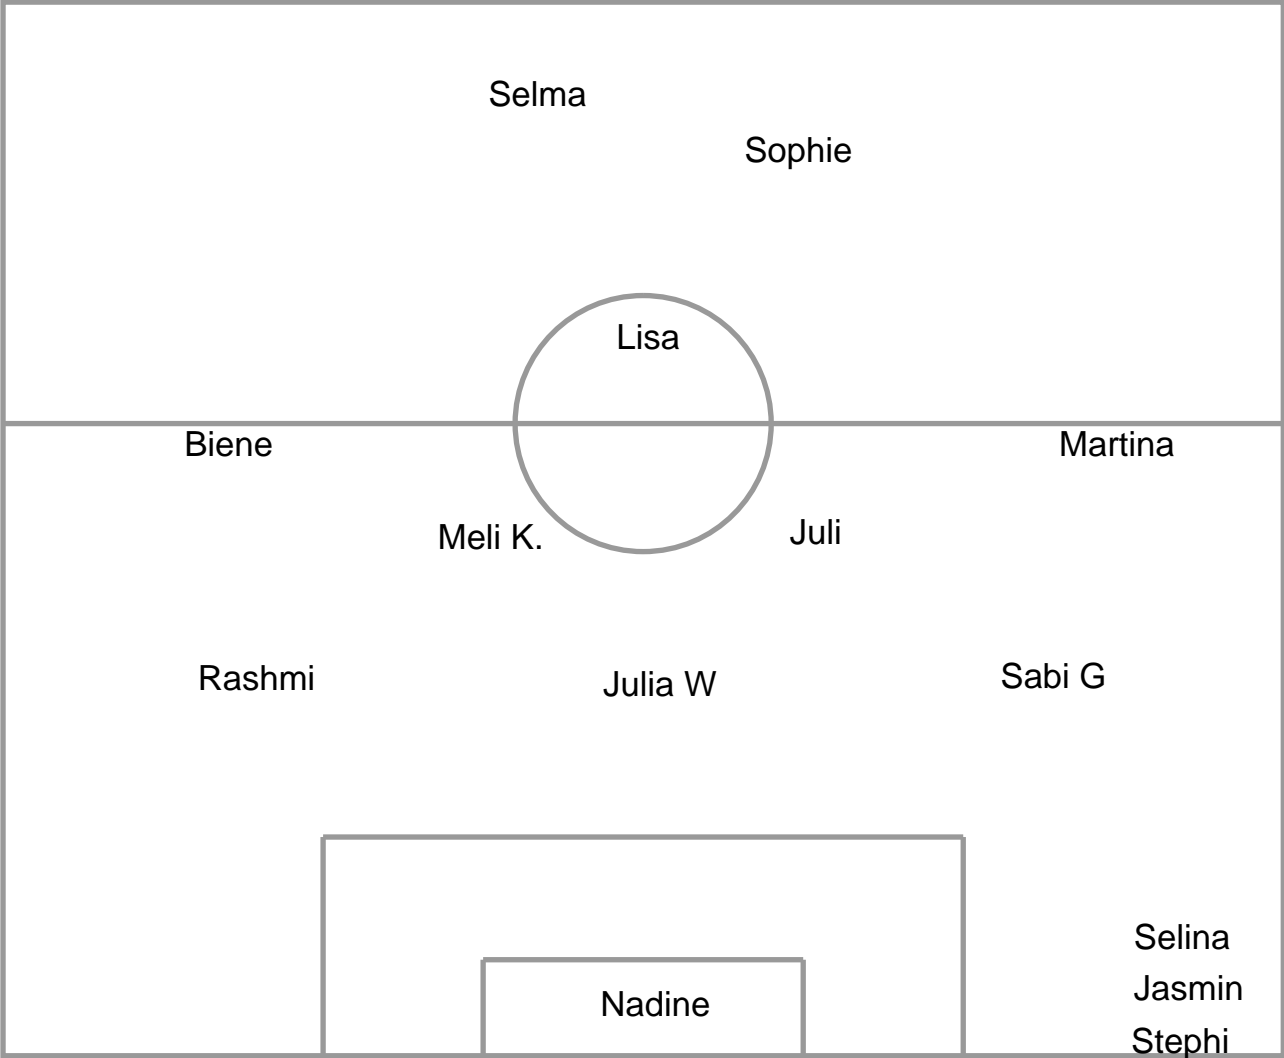 Selma
Sophie
Lisa
Biene
Martina
Meli K.
Juli
Rashmi
Julia W
Sabi G
Selina
Jasmin
Nadine
Stephi